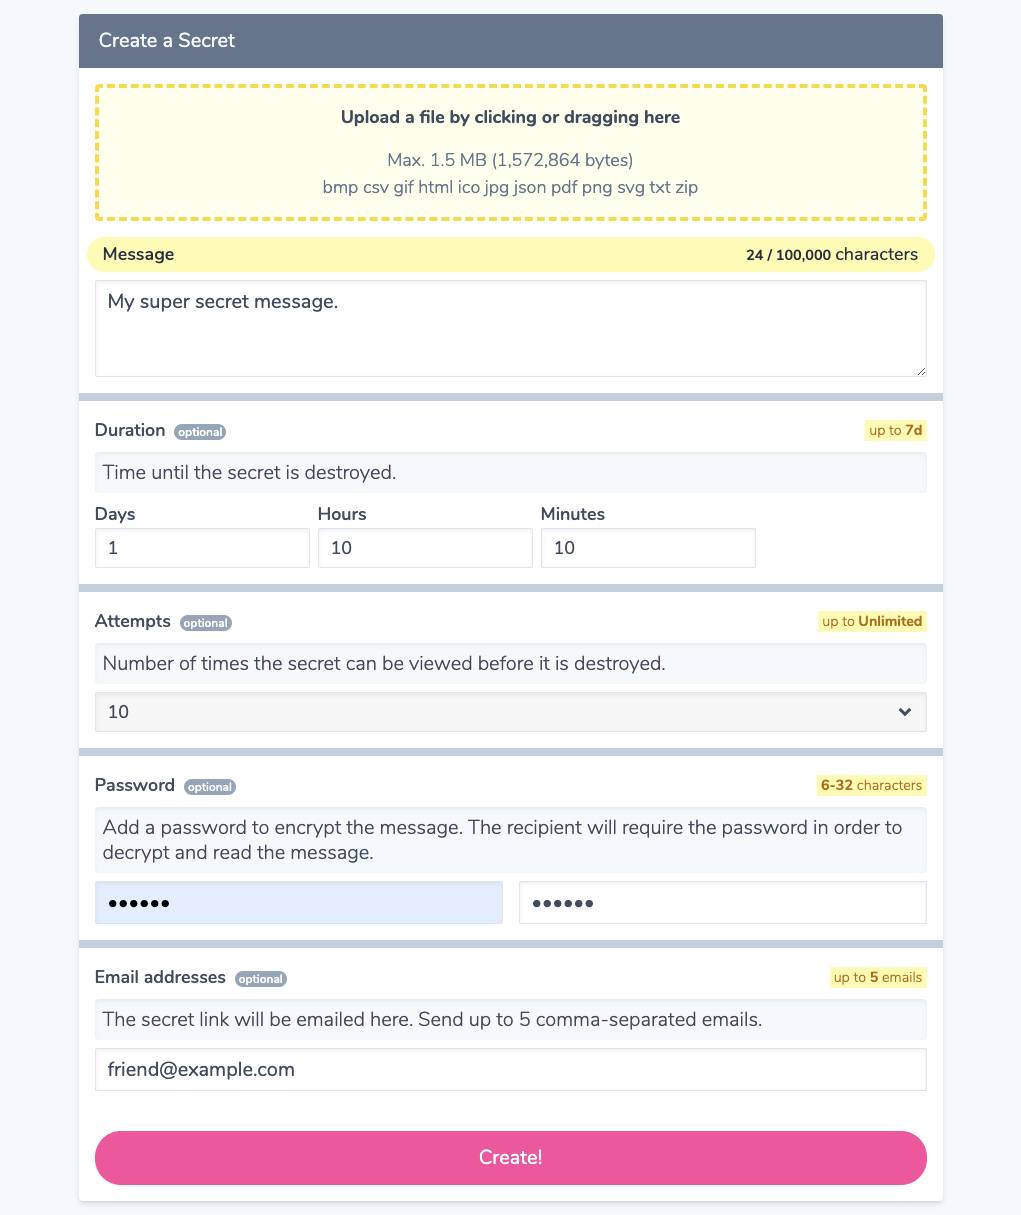 Create a Secret
Upload a file by clicking or dragging here
Max. 1.5 MB (1,572,864 bytes)
bmp csv gif html ico jpg json pdf png svg txt zip
Message 24 / 100,000 characters
My super secret message.
Duration optional up to 7d
Time until the secret is destroyed.
Days Hours Minutes
1 10 10
Attempts optional up to Unlimited
Number of times the secret can be viewed before it is destroyed.
10
Password optional 6-32 characters
Add a password to encrypt the message. The recipient will require the password in order to
decrypt and read the message.
•••••• ••••••
Email addresses optional up to 5 emails
The secret link will be emailed here. Send up to 5 comma-separated emails.
friend@example.com
Create!